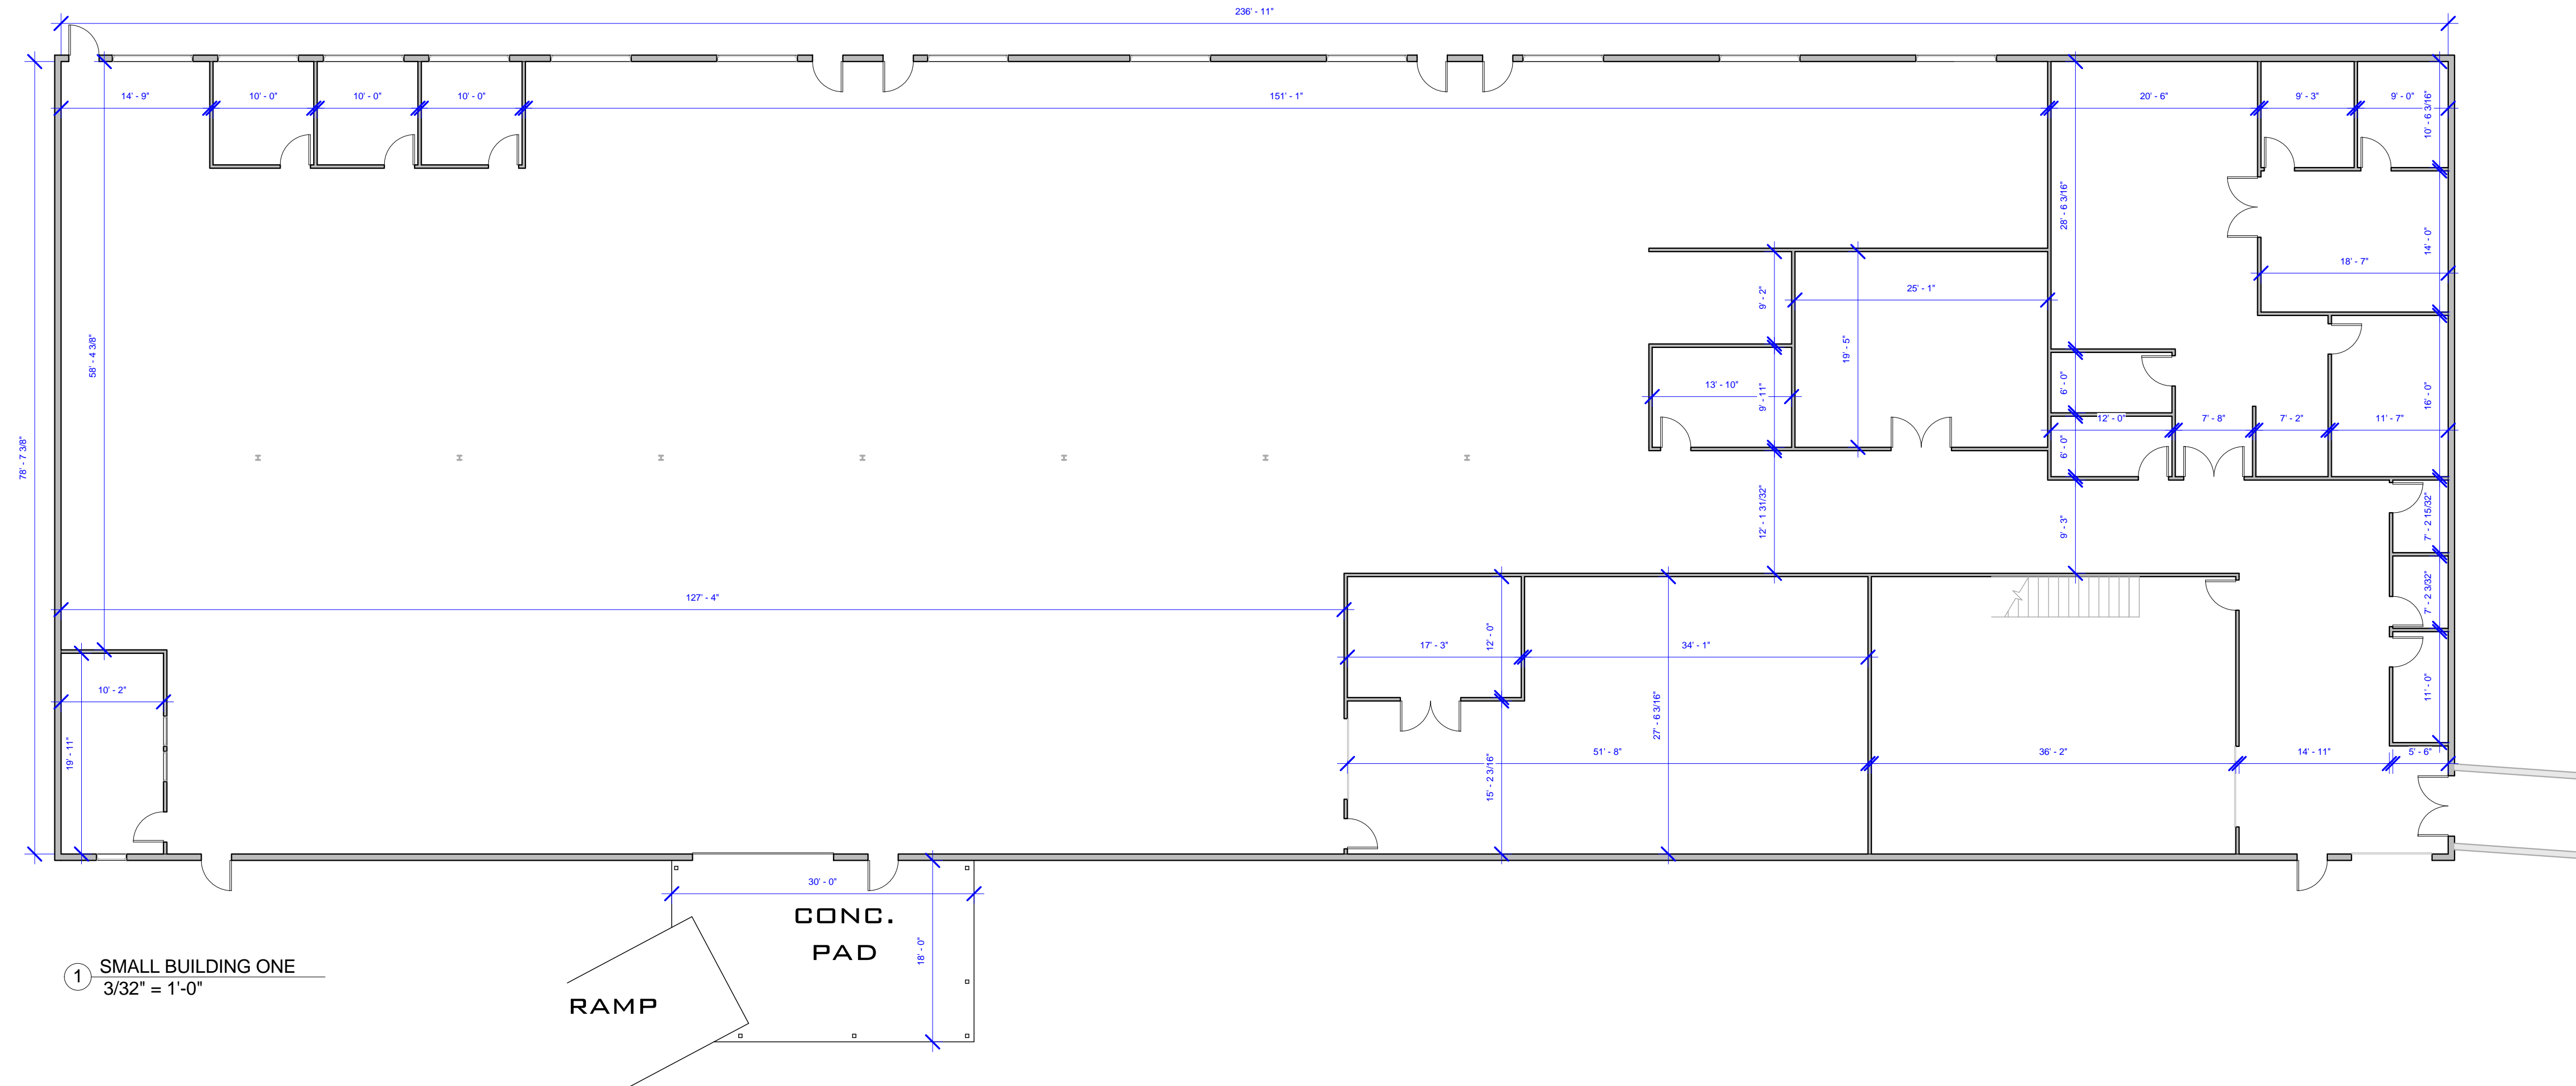 236' - 11"
14' - 9"
10' - 0"
10' - 0"
10' - 0"
151' - 1"
20' - 6"
9' - 3"
9' - 0"
10' - 6 3/16"
28' - 6 3/16"
14' - 0"
18' - 7"
25' - 1"
9' - 2"
19' - 5"
58' - 4 3/8"
13' - 10"
9' - 11"
6' - 0"
16' - 0"
12' - 0"
7' - 8"
7' - 2"
11' - 7"
6' - 0"
78' - 7 3/8"
12' - 1 31/32"
9' - 3"
7' - 2 15/32"
7' - 2 3/32"
127' - 4"
17' - 3"
12' - 0"
34' - 1"
10' - 2"
11' - 0"
27' - 6 3/16"
19' - 11"
51' - 8"
36' - 2"
14' - 11"
5' - 6"
15' - 2 3/16"
30' - 0"
CONC.
PAD
18' - 0"
1 SMALL BUILDING ONE
3/32" = 1'-0"
RAMP